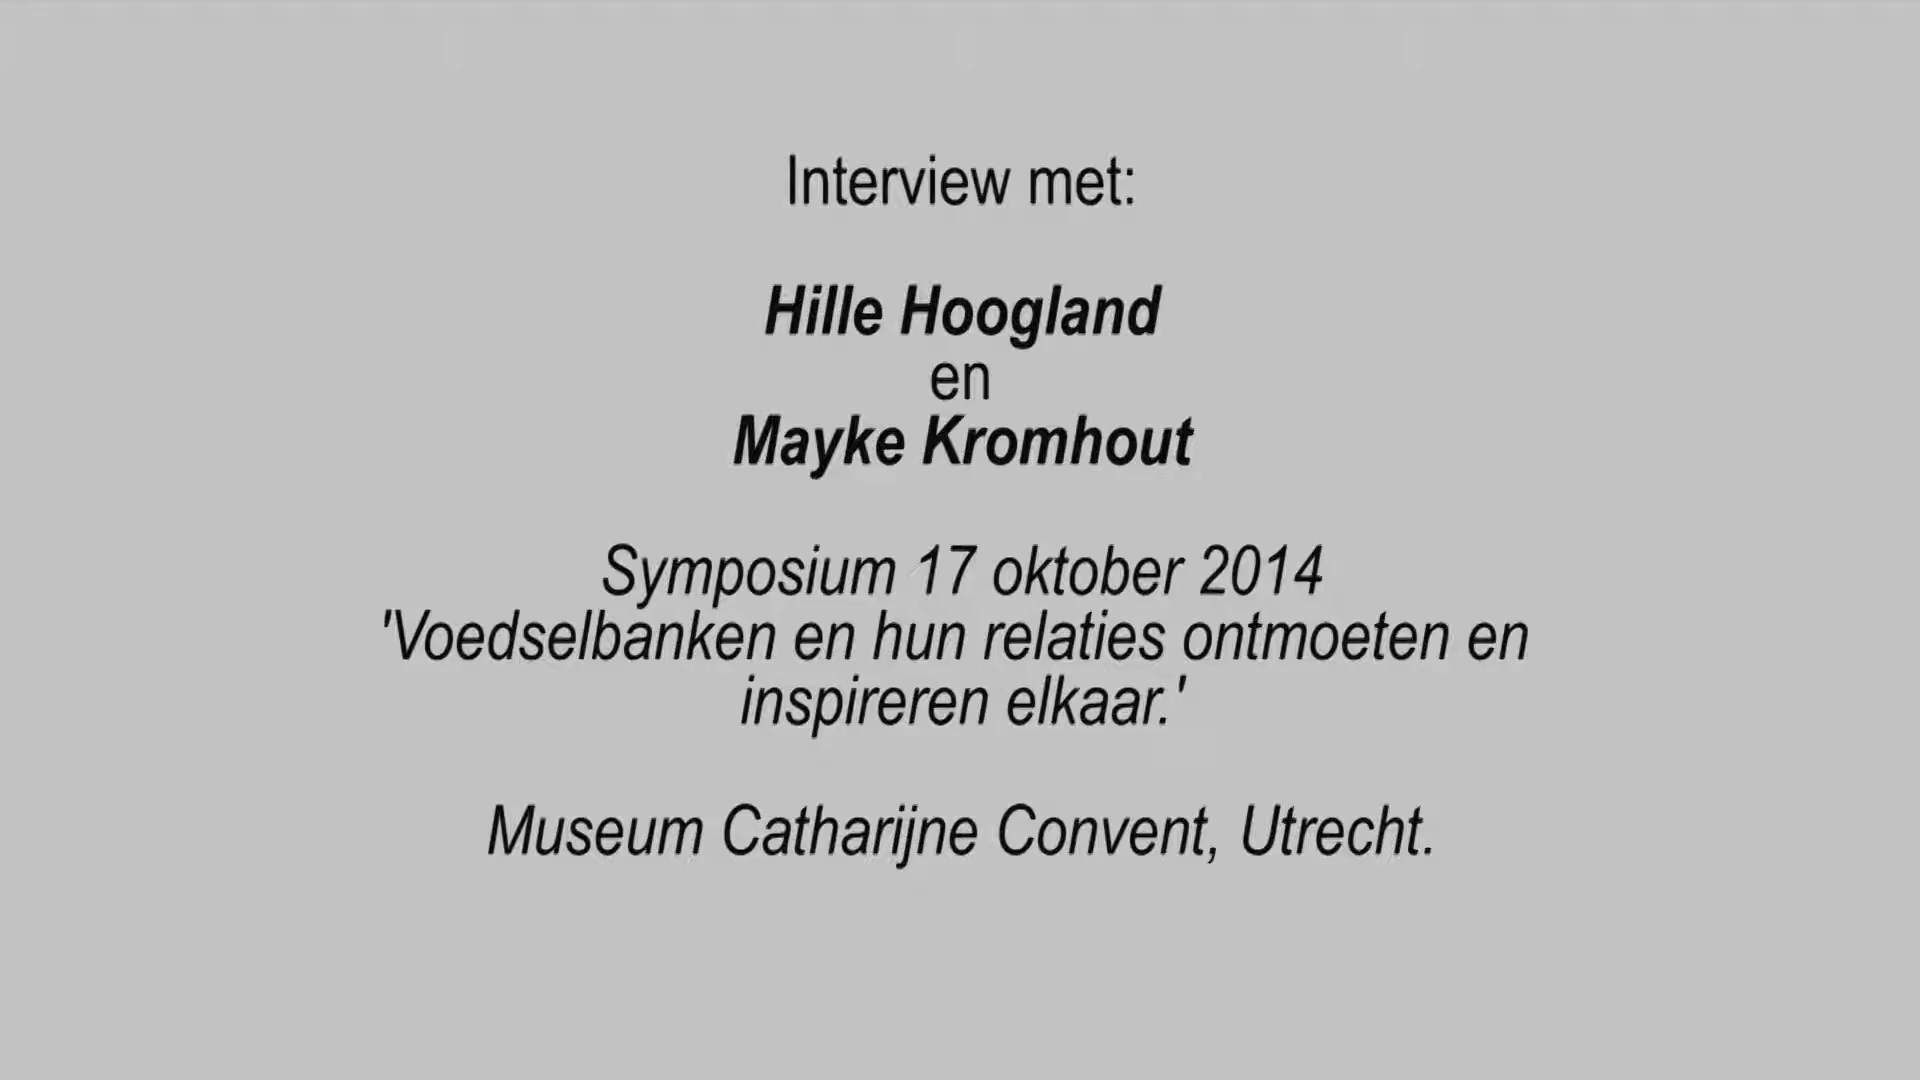 Interview met:
Hille Hoogland
en
Mayke Kromhout
Symposium 17 oktober 2014
'Voedselbanken en hun relaties ontmoeten en
inspireren elkaar.'
Museum Catharijne Convent, Utrecht.